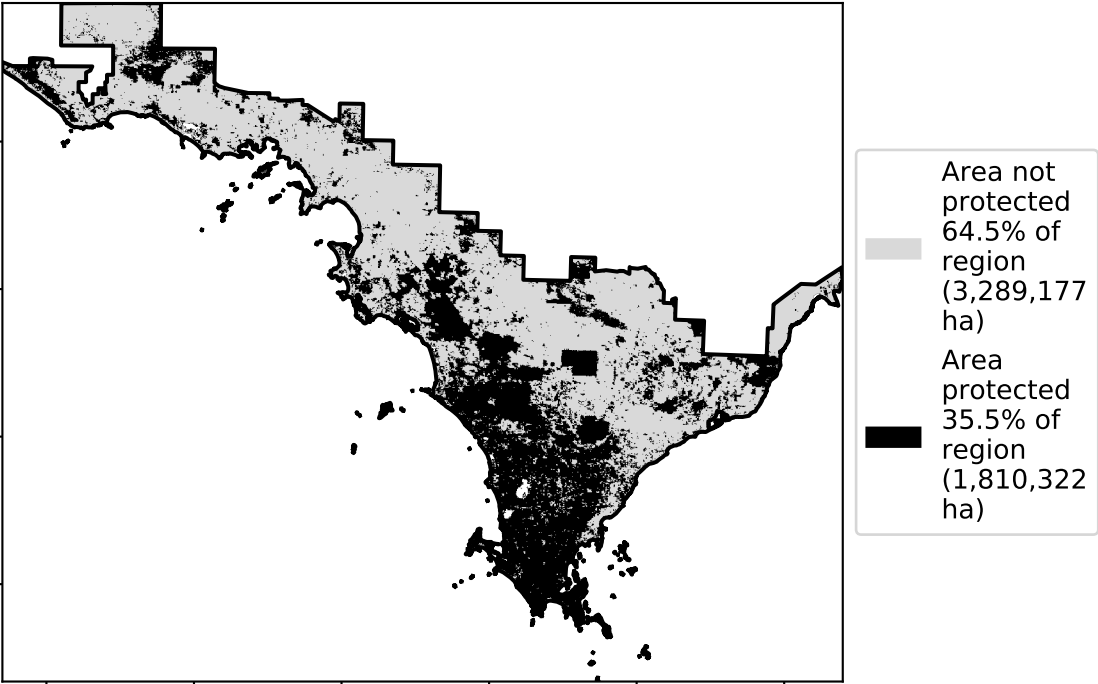 Area not
protected
64.5% of
region
(3,289,177
ha)
Area
protected
35.5% of
region
(1,810,322
ha)